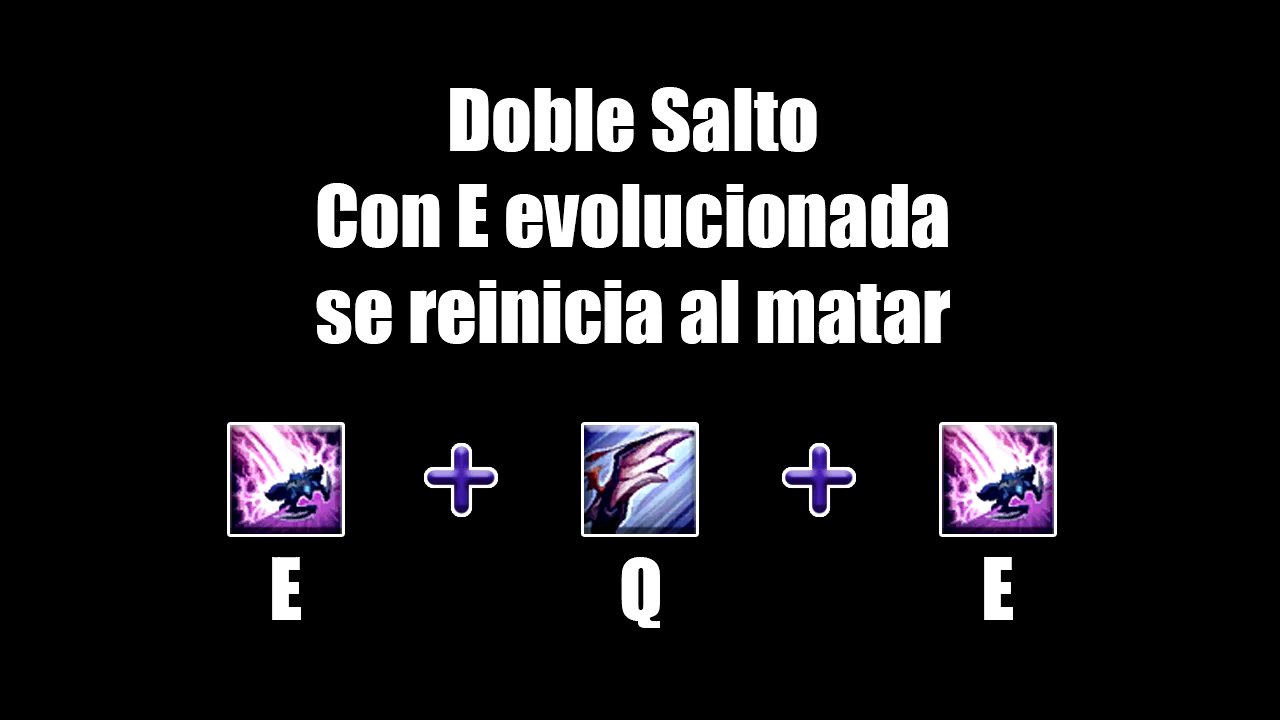 Doble Salto
Con E evolucionada
se reinicia al matar
E Q E